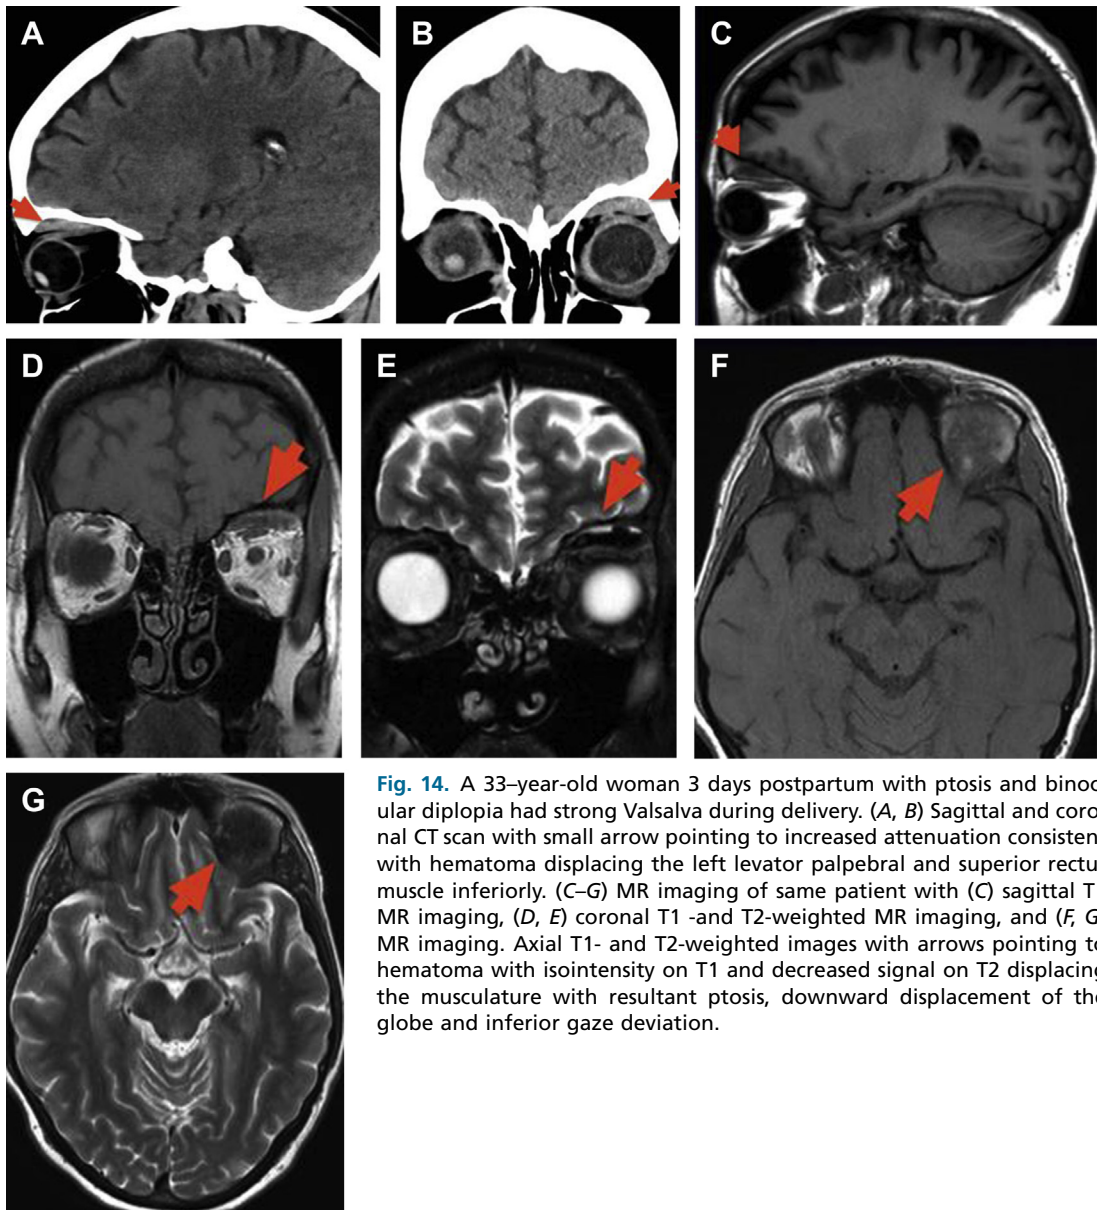 A
B
C
D
E
F
G
Fig. 14. A 33–year-old woman 3 days postpartum with ptosis and binoc
ular diplopia had strong Valsalva during delivery. (A, B) Sagittal and coro
nal CT scan with small arrow pointing to increased attenuation consisten
with hematoma displacing the left levator palpebral and superior rectu
muscle inferiorly. (C–G) MR imaging of same patient with (C) sagittal T
MR imaging, (D, E) coronal T1 -and T2-weighted MR imaging, and (F, G
MR imaging. Axial T1- and T2-weighted images with arrows pointing to
hematoma with isointensity on T1 and decreased signal on T2 displacing
the musculature with resultant ptosis, downward displacement of the
globe and inferior gaze deviation.